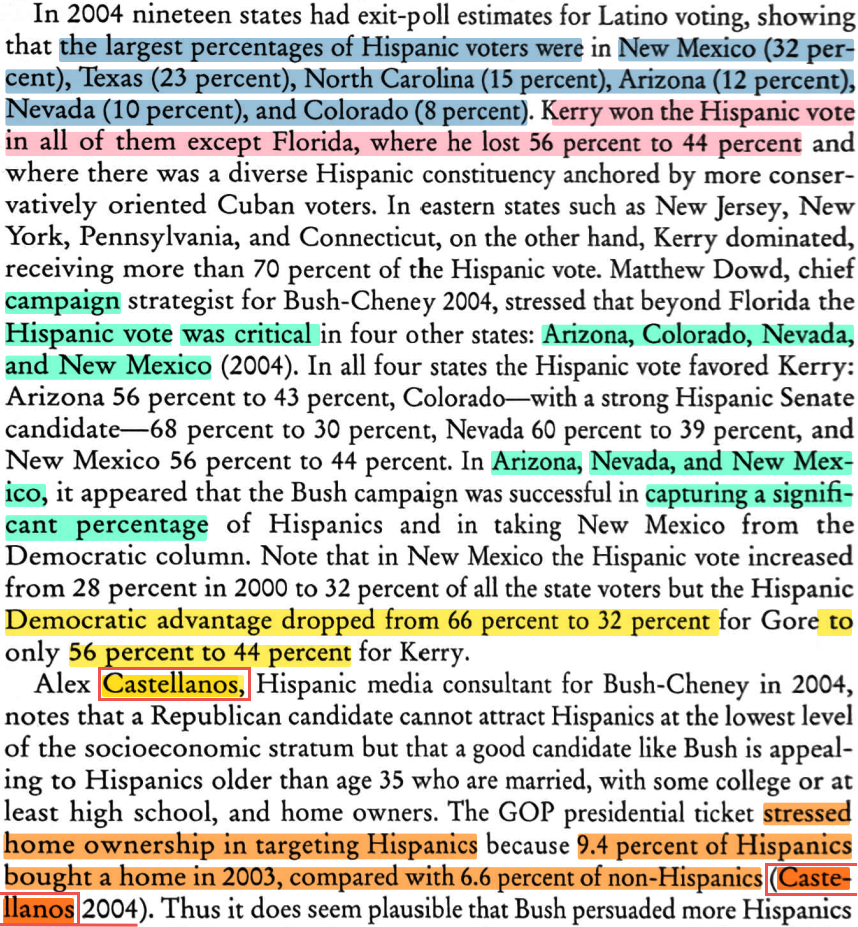 In 2004 nineteen states had exit-poll estimates for Latino voting, showing
that the largest percentages of Hispanic voters were in New Mexico (32 per-
cent), Texas (23 percent), North Carolina (15 percent), Arizona (12 percent),
Nevada (10 percent), and Colorado (8 percent). Kerry won the Hispanic vote
in all of them except Florida, where he lost 56 percent to 44 percent and
where there was a diverse Hispanic constituency anchored by more conser-
vatively oriented Cuban voters. In eastern states such as New Jersey, New
York, Pennsylvania, and Connecticut, on the other hand, Kerry dominated,
receiving more than 70 percent of the Hispanic vote. Matthew Dowd, chief
campaign strategist for Bush-Cheney 2004, stressed that beyond Florida the
Hispanic vote was critical in four other states: Arizona, Colorado, Nevada,
and New Mexico (2004). In all four states the Hispanic vote favored Kerry:
Arizona 56 percent to 43 percent, Colorado—with a strong Hispanic Senate
candidate—68 percent to 30 percent, Nevada 60 percent to 39 percent, and
New Mexico 56 percent to 44 percent. In Arizona, Nevada, and New Mex-
ico, it appeared that the Bush campaign was successful in capturing a signifi-
cant percentage of Hispanics and in taking New Mexico from the
Democratic column. Note that in New Mexico the Hispanic vote increased
from 28 percent in 2000 to 32 percent of all the state voters but the Hispanic
Democratic advantage dropped from 66 percent to 32 percent for Gore to
only 56 percent to 44 percent for Kerry.
Alex Castellanos, Hispanic media consultant for Bush-Cheney in 2004,
notes that a Republican candidate cannot attract Hispanics at the lowest level
of the socioeconomic stratum but that a good candidate like Bush is appeal-
ing to Hispanics older than age 35 who are married, with some college or at
least high school, and home owners. The GOP presidential ticket stressed
home ownership in targeting Hispanics because 9.4 percent of Hispanics
bought a home in 2003, compared with 6.6 percent of non-Hispanics (Caste-
llanos 2004). Thus it does seem plausible that Bush persuaded more Hispanics